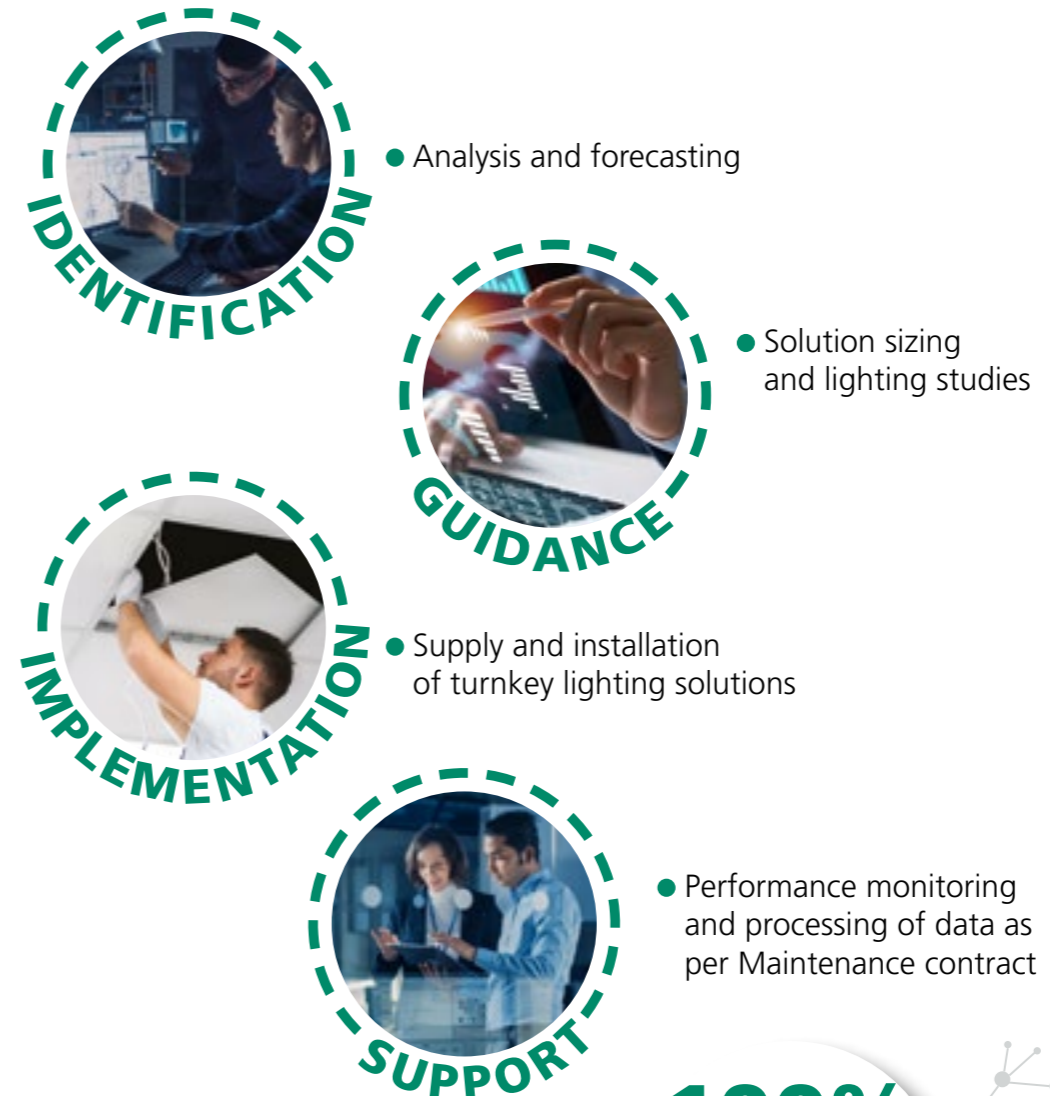 IDENTIFICATION
Analysis and forecasting
GUIDANCE
Solution sizing
and lighting studies
IMPLEMENTATION
Supply and installation
of turnkey lighting solutions
SUPPORT
Performance monitoring
and processing of data as
per Maintenance contract